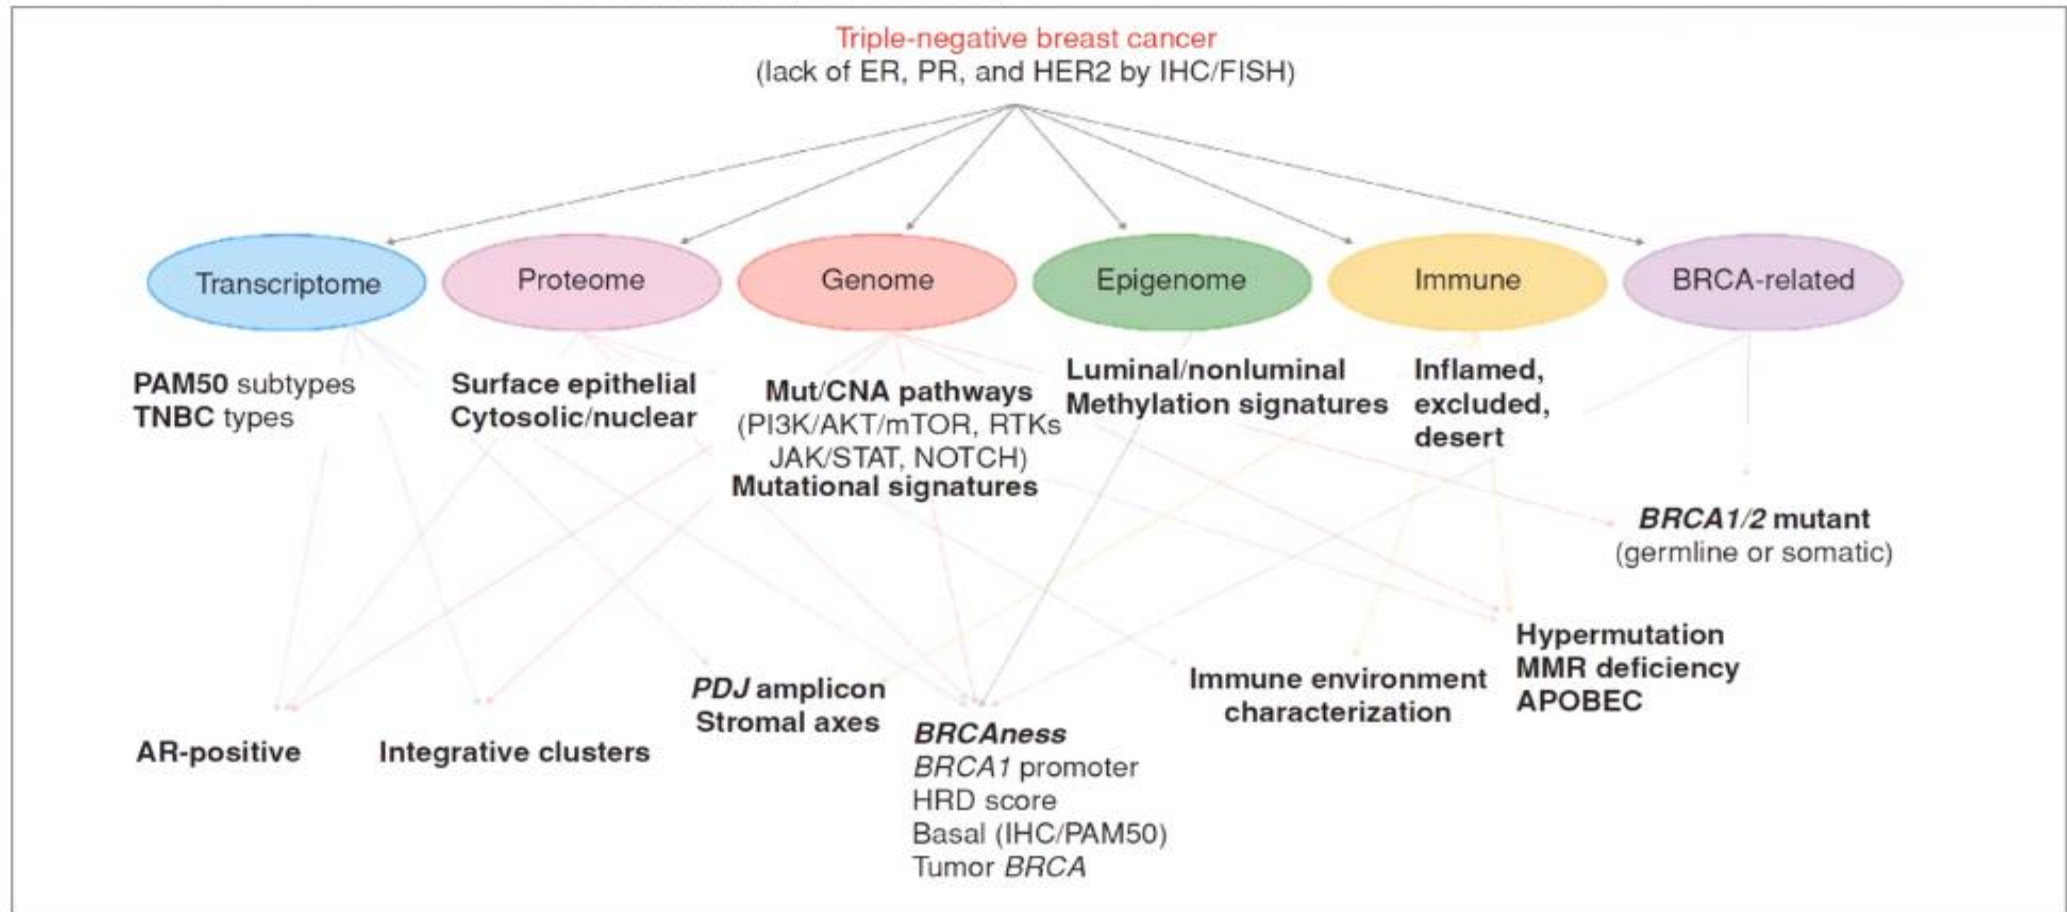 Triple-negative breast cancer
(lack of ER, PR, and HER2 by IHC/FISH)
Transcriptome
Proteome
Genome
Epigenome
Immune
BRCA-related
PAM50 subtypes
TNBC types
Surface epithelial
Cytosolic/nuclear
Mut/CNA pathways
(PI3K/AKT/mTOR, RTKs
JAK/STAT, NOTCH)
Mutational signatures
Luminal/nonluminal
Methylation signatures
Inflamed,
excluded,
desert
BRCA1/2 mutant
(germline or somatic)
Hypermutation
MMR deficiency
APOBEC
Immune environment
characterization
PDJ amplicon
Stromal axes
BRCAness
BRCA1 promoter
HRD score
Basal (IHC/PAM50)
Tumor BRCA
Integrative clusters
AR-positive